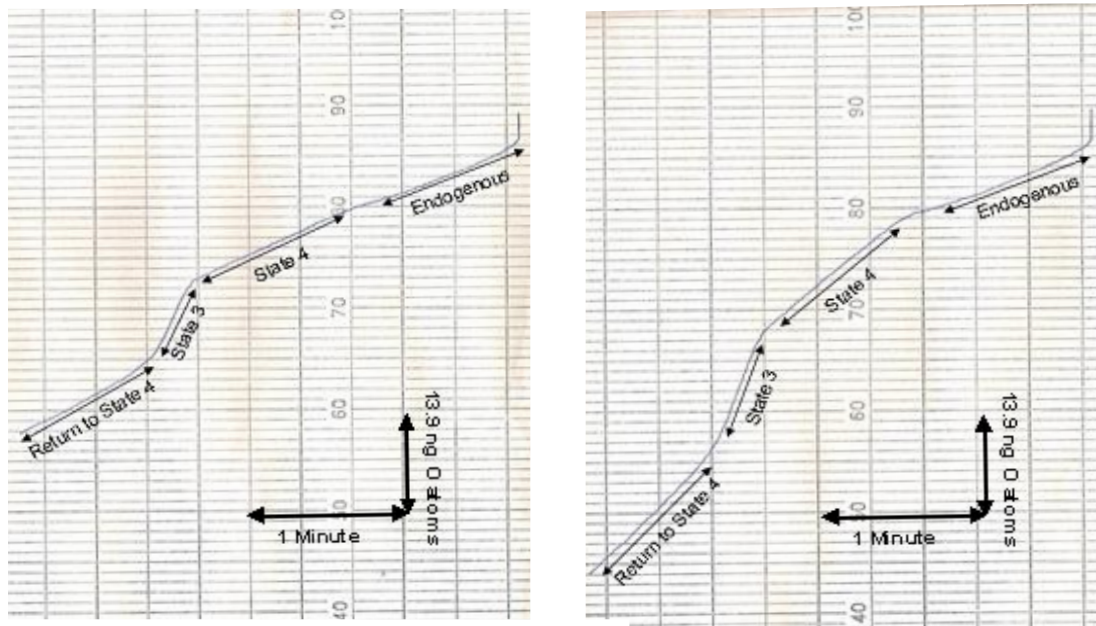 100
90
80
70
60
50
40
Endogenous
State 4
State 3
Return to State 4
13.9 ng O atoms
1 Minute
100
90
80
70
60
50
40
Endogenous
State 4
State 3
Return to State 4
13.9 ng O atoms
1 Minute